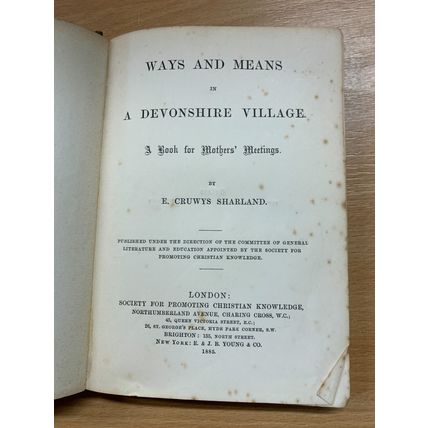 WAYS AND MEANS
IN
A DEVONSHIRE VILLAGE.
A Book for Mothers' Meetings.
BY
E. CRUWYS SHARLAND.
PUBLISHED UNDER THE DIRECTION OF THE COMMITTEE OF GENERAL
LITERATURE AND EDUCATION APPOINTED BY THE SOCIETY FOR
PROMOTING CHRISTIAN KNOWLEDGE.
LONDON:
SOCIETY FOR PROMOTING CHRISTIAN KNOWLEDGE,
NORTHUMBERLAND AVENUE, CHARING CROSS, W.C.;
43, QUEEN VICTORIA STREET, E.C.;
26, ST. GEORGE'S PLACE, HYDE PARK CORNER, S.W.
BRIGHTON: 135, NORTH STREET.
NEW YORK: E. & J. B. YOUNG & CO.
1885.